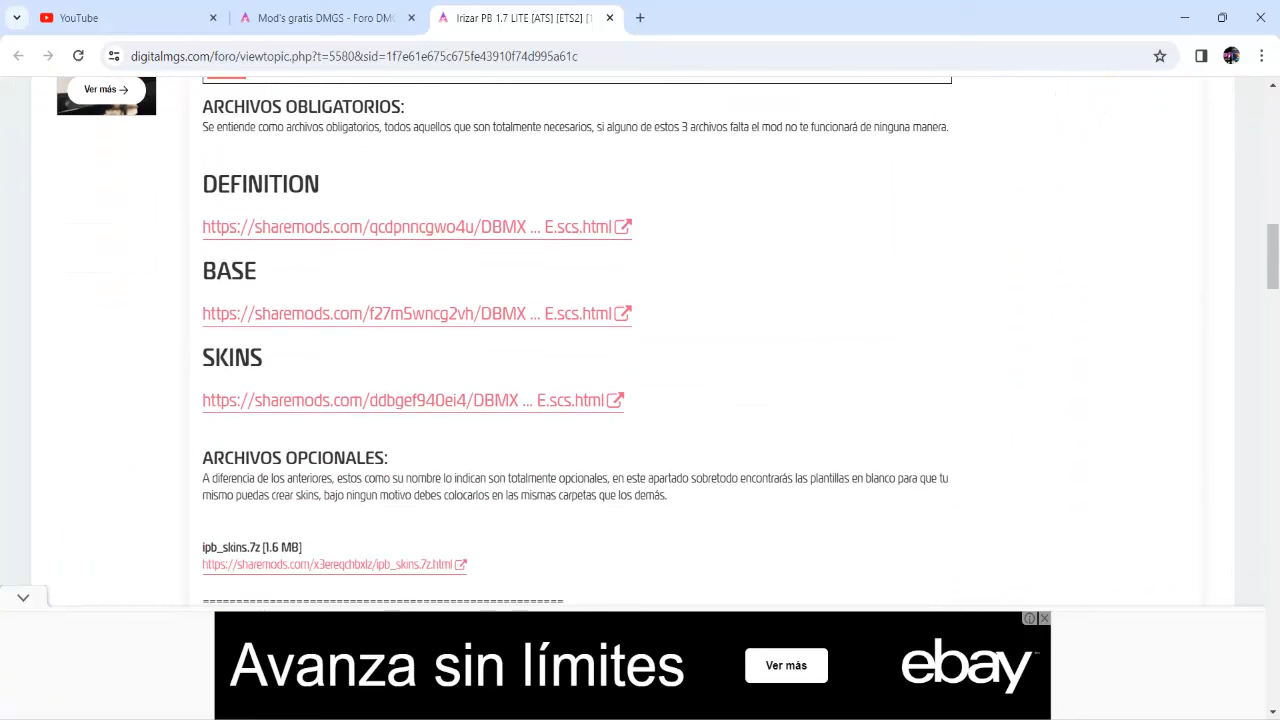 YouTube
Mod's gratis DMGS - Foro DMG
Irizar PB 1.7 LITE [ATS] [ETS2] [1
digitalmgs.com/foro/viewtopic.php?t=5580&sid=1f7e61e675c675fe43910f74d995a61c
Ver más →
ARCHIVOS OBLIGATORIOS:
Se entiende como archivos obligatorios, todos aquellos que son totalmente necesarios, si alguno de estos 3 archivos falta el mod no te funcionará de ninguna manera.
DEFINITION
https://sharemods.com/qcdpnncgwo4u/DBMX ... E.scs.html
BASE
https://sharemods.com/f27m5wncg2vh/DBMX ... E.scs.html
SKINS
https://sharemods.com/ddbgef940ei4/DBMX ... E.scs.html
ARCHIVOS OPCIONALES:
A diferencia de los anteriores, estos como su nombre lo indican son totalmente opcionales, en este apartado sobretodo encontrarás las plantillas en blanco para que tu
mismo puedas crear skins, bajo ningun motivo debes colocarlos en las mismas carpetas que los demás.
ipb_skins.7z [1.6 MB]
https://sharemods.com/x3ereqchbxlz/ipb_skins.7z.html
======================================================
Avanza sin límites
Ver más
ebay